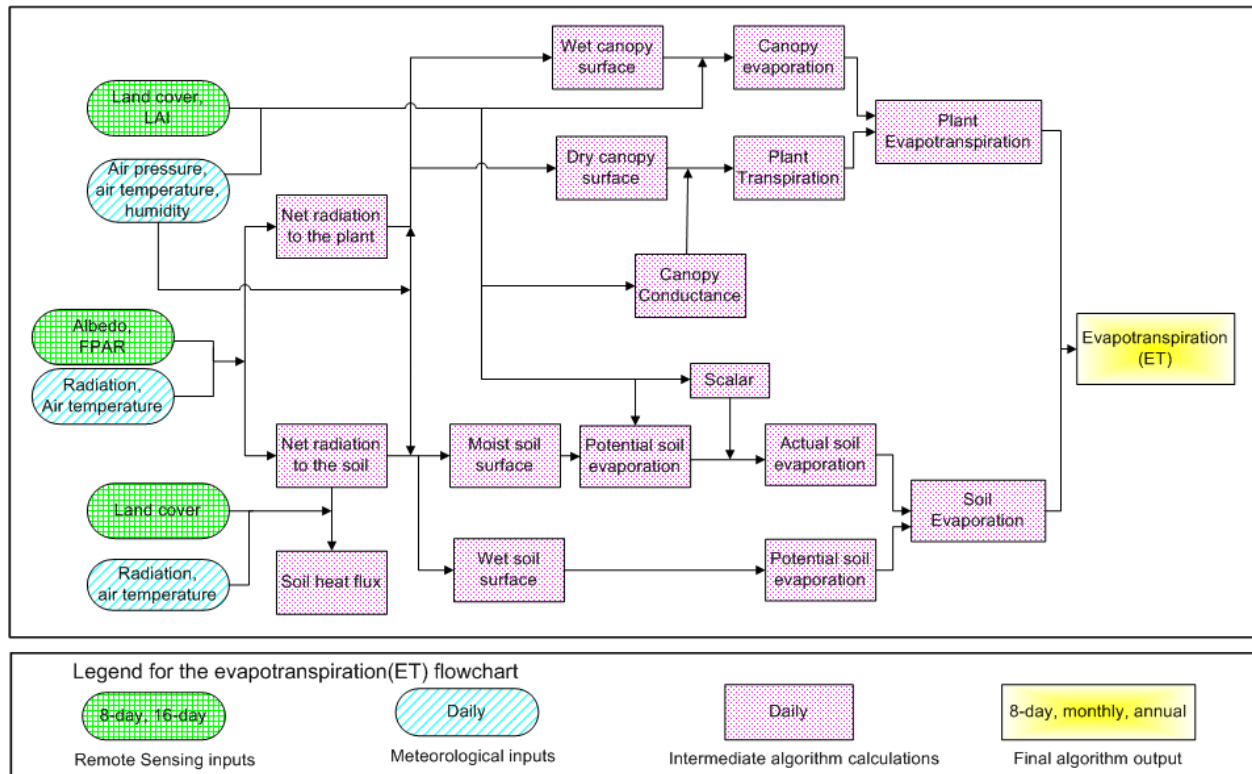 Wet canopy
surface
Canopy
evaporation
Land cover,
LAI
Plant
Evapotranspiration
Air pressure,
air temperature,
humidity
Dry canopy
surface
Plant
Transpiration
Net radiation
to the plant
Canopy
Conductance
Albedo,
FPAR
Radiation,
Air temperature
Evapotranspiration
(ET)
Scalar
Net radiation
to the soil
Moist soil
surface
Potential soil
evaporation
Actual soil
evaporation
Land cover
Soil
Evaporation
Radiation,
air temperature
Soil heat flux
Wet soil
surface
Potential soil
evaporation
Legend for the evapotranspiration(ET) flowchart
8-day, 16-day
Daily
Daily
8-day, monthly, annual
Remote Sensing inputs
Meteorological inputs
Intermediate algorithm calculations
Final algorithm output